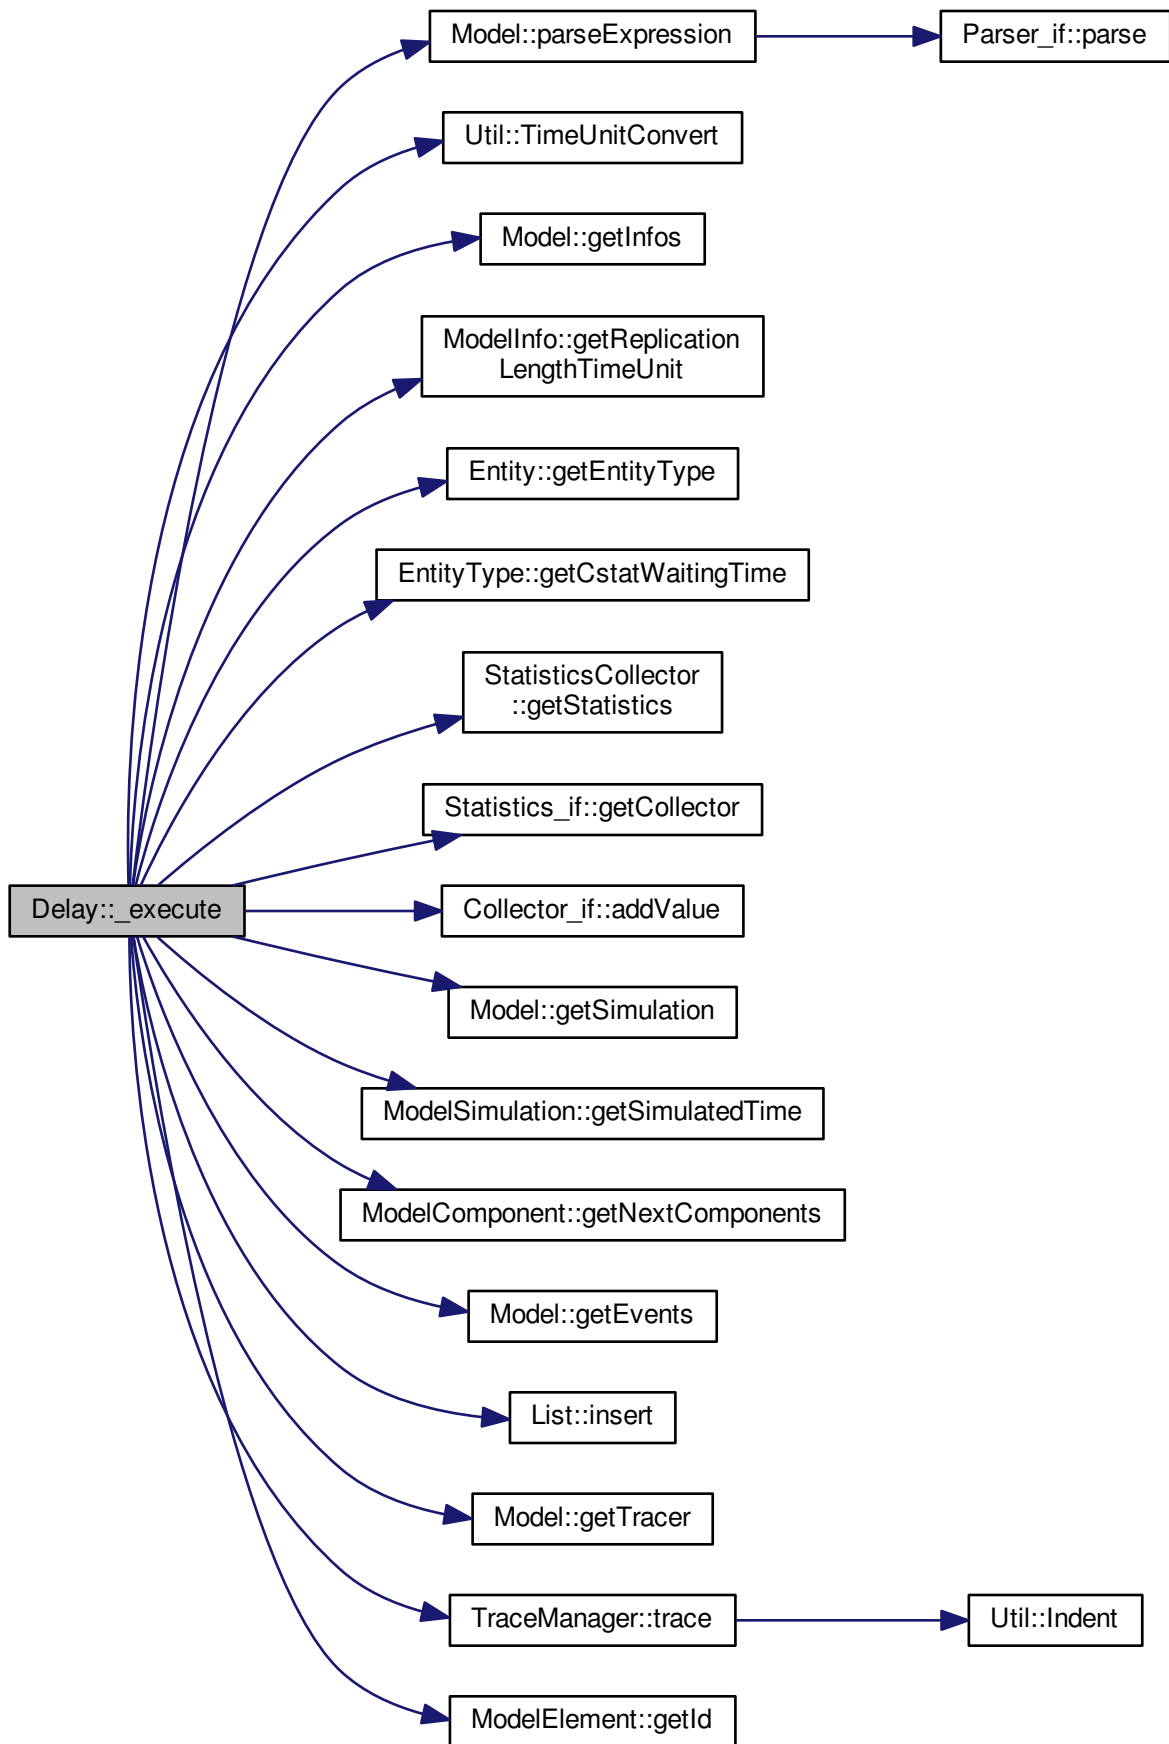 Model::parseExpression
Parser_if::parse
Util::TimeUnitConvert
Model::getInfos
ModelInfo::getReplication
LengthTimeUnit
Entity::getEntityType
EntityType::getCstatWaitingTime
StatisticsCollector
::getStatistics
Statistics_if::getCollector
Delay::_execute
Collector_if::addValue
Model::getSimulation
ModelSimulation::getSimulatedTime
ModelComponent::getNextComponents
Model::getEvents
List::insert
Model::getTracer
TraceManager::trace
Util::Indent
ModelElement::getId